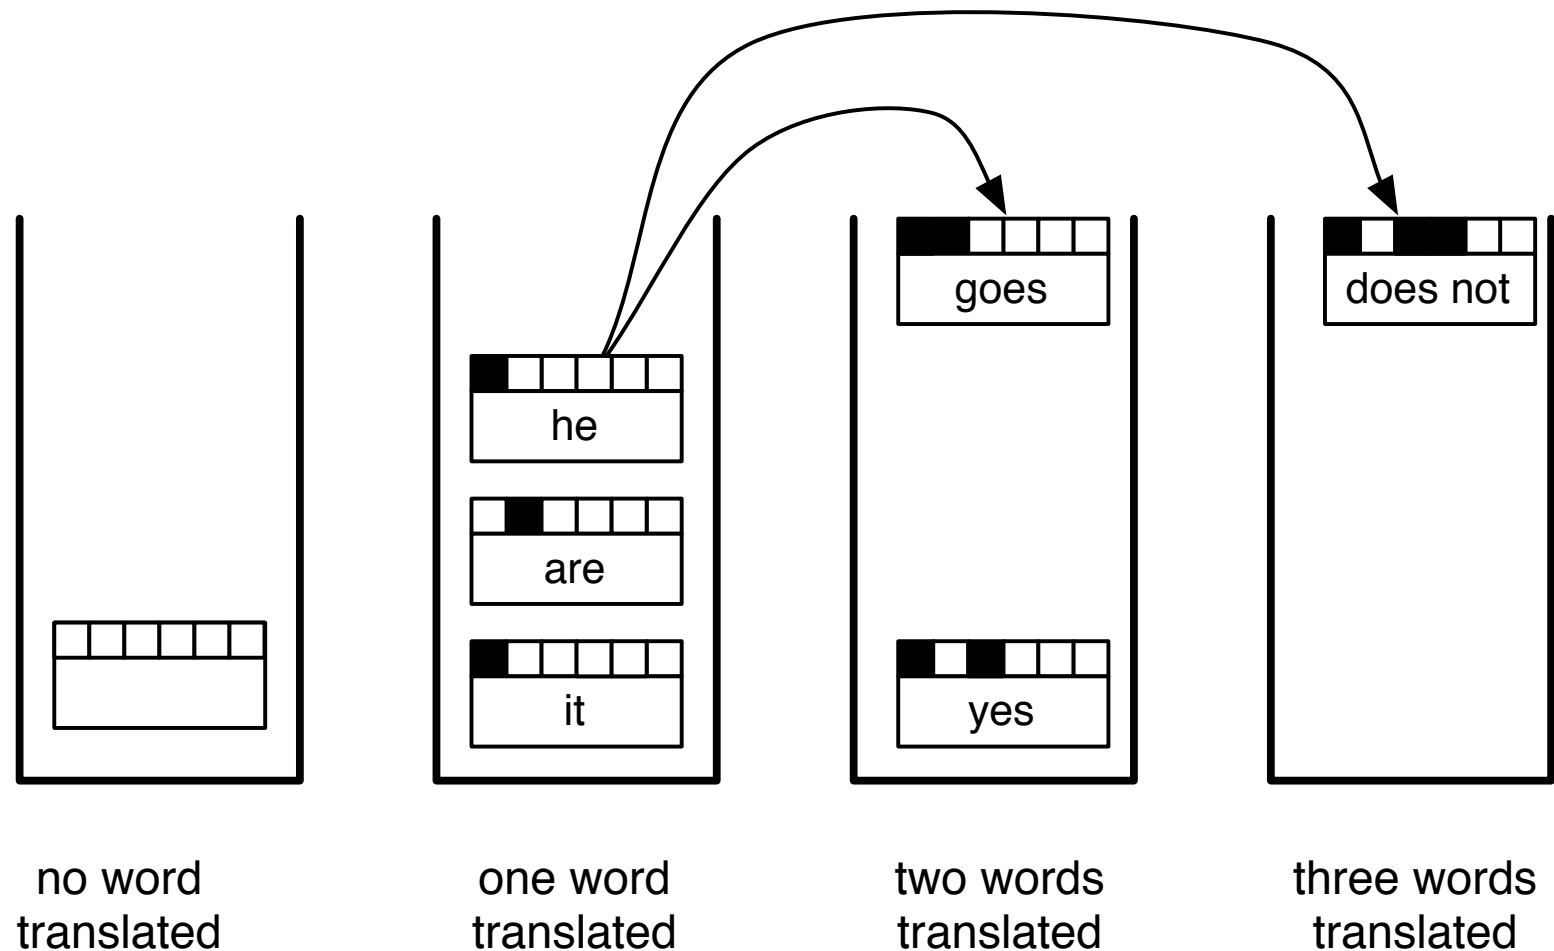 goes
does not
he
are
it
yes
no word
translated
one word
translated
two words
translated
three words
translated